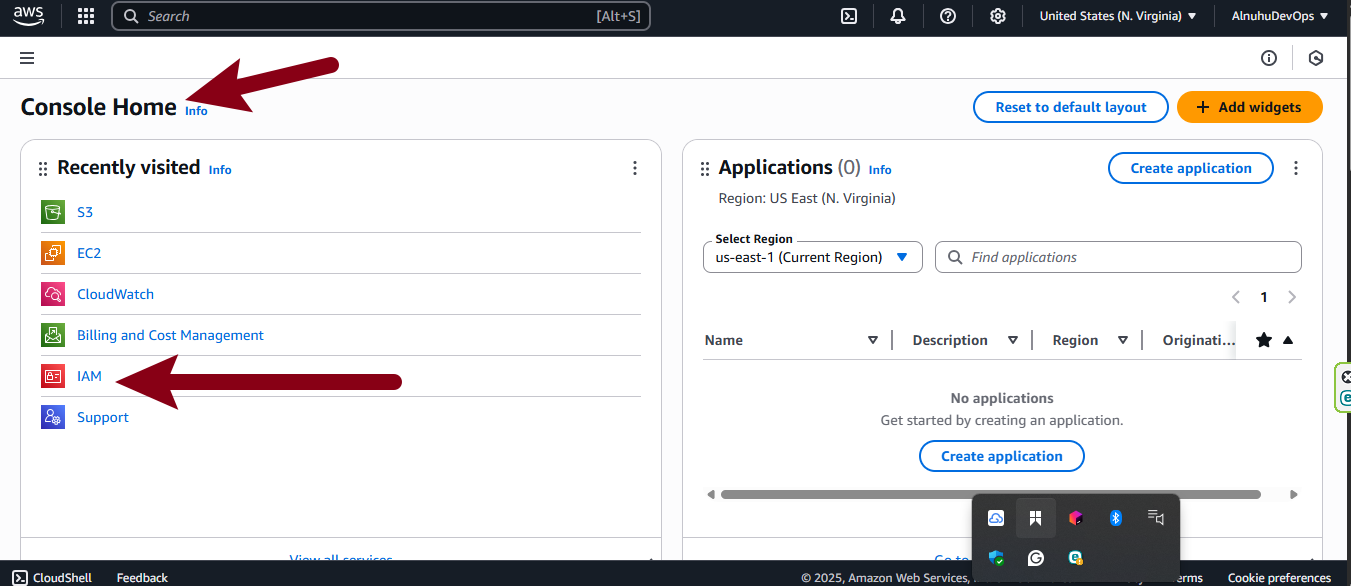 aws
Search [Alt+S]
United States (N. Virginia)
AlnuhuDevOps
Console Home Info
Reset to default layout
Add widgets
Recently visited Info
S3
EC2
CloudWatch
Billing and Cost Management
IAM
Support
View all services
Applications (0) Info
Create application
Region: US East (N. Virginia)
Select Region
us-east-1 (Current Region)
Find applications
1
Name Description Region Originati...
No applications
Get started by creating an application.
Create application
Go to
CloudShell Feedback © 2025, Amazon Web Services, Cookie preferences